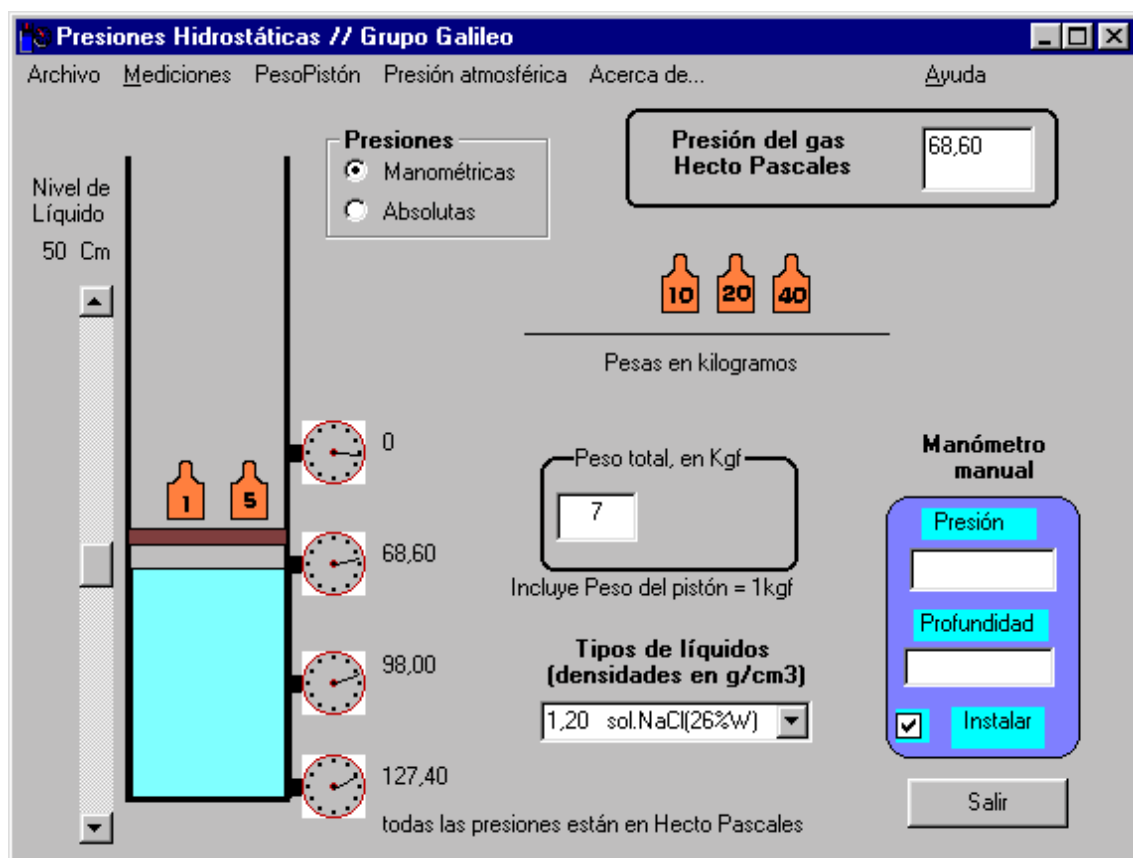 Presiones Hidrostáticas // Grupo Galileo
Archivo Mediciones PesoPistón Presión atmosférica Acerca de... Ayuda
Presiones
Manométricas
Absolutas
Presión del gas
Hecto Pascales
68,60
Nivel de
Líquido
50 Cm
10 20 40
Pesas en kilogramos
1 5
0
68,60
98,00
127,40
todas las presiones están en Hecto Pascales
Peso total, en Kgf
7
Incluye Peso del pistón = 1kgf
Tipos de líquidos
(densidades en g/cm3)
1,20 sol.NaCl(26%W)
Manómetro
manual
Presión
Profundidad
Instalar
Salir